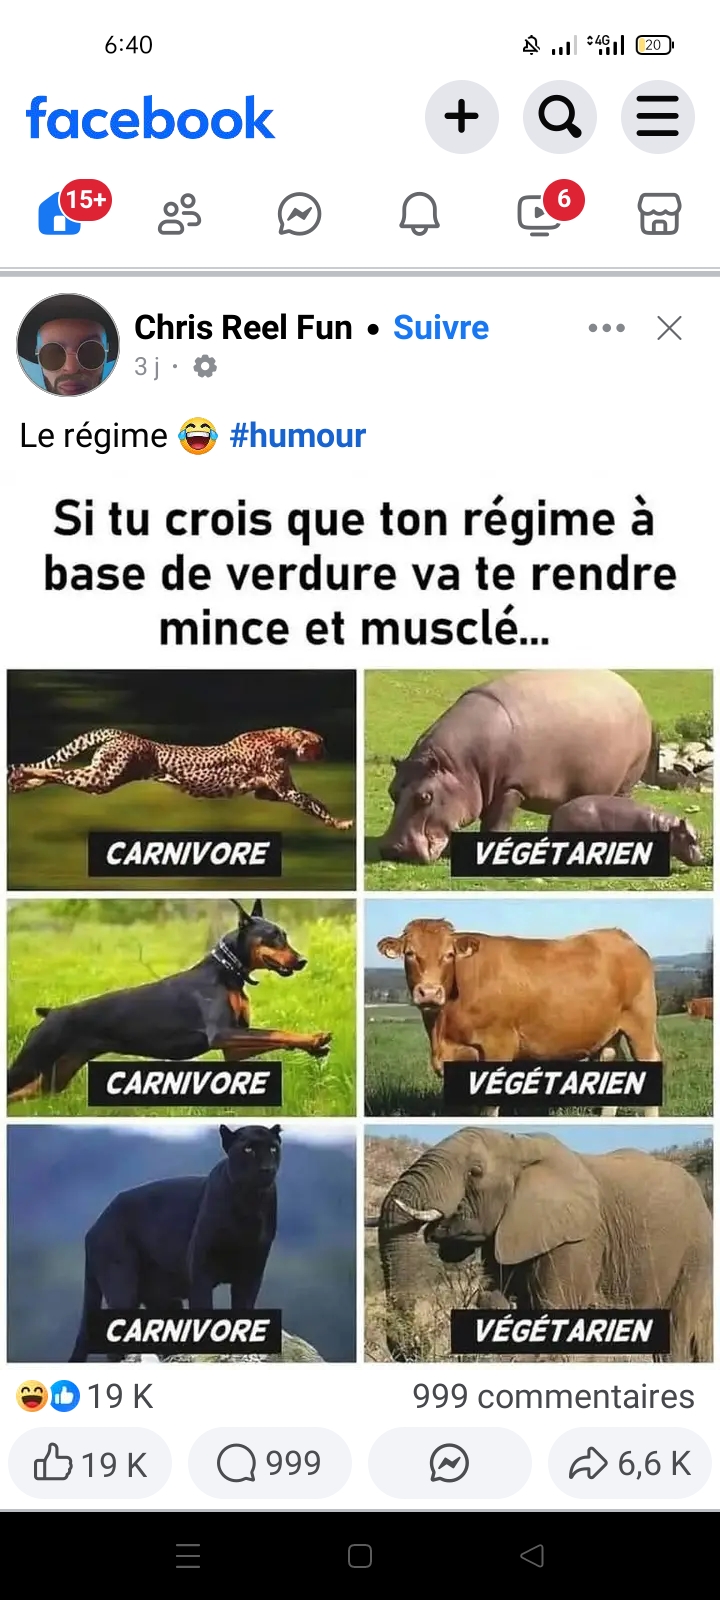 6:40
4G
20
facebook
15+
6
Chris Reel Fun • Suivre
3 j ·
Le régime 😂 #humour
Si tu crois que ton régime à
base de verdure va te rendre
mince et musclé...
CARNIVORE
VÉGÉTARIEN
CARNIVORE
VÉGÉTARIEN
CARNIVORE
VÉGÉTARIEN
19 K
999 commentaires
19 K
999
6,6 K